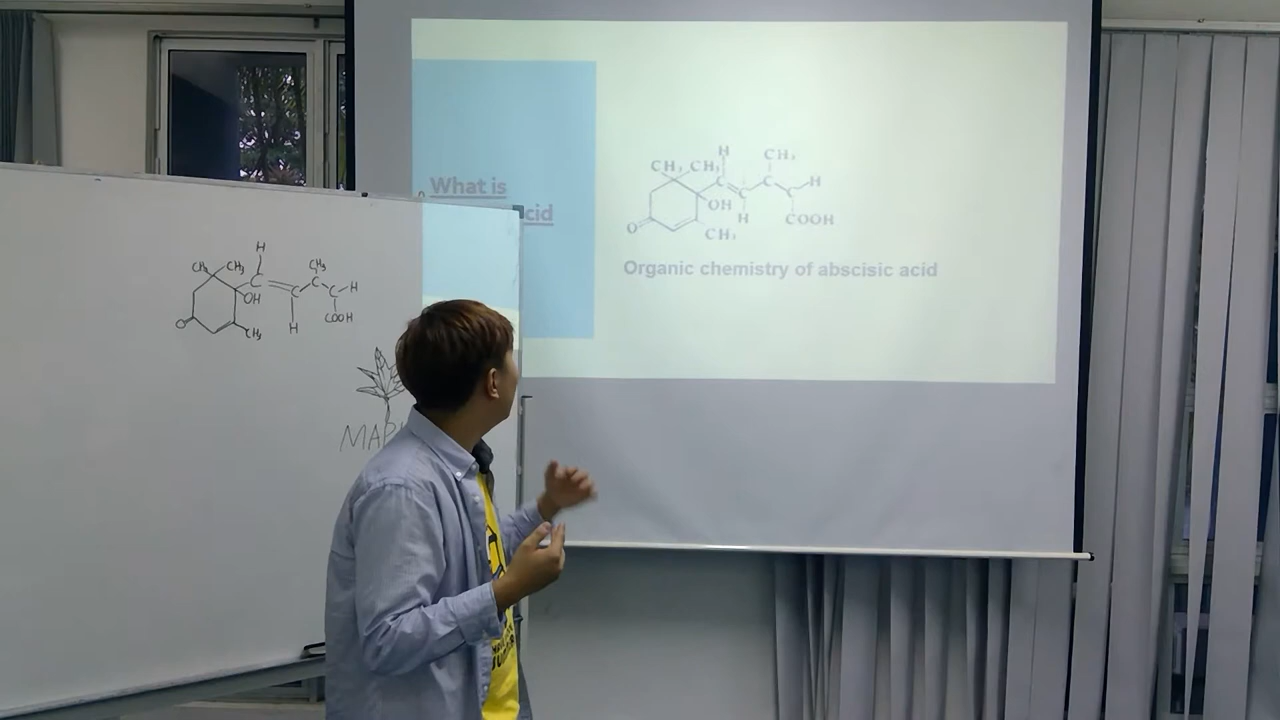 What is
cid
H
CH₃
CH₃ CH₃
H
OH
O
H
COOH
CH₃
Organic chemistry of abscisic acid
H
CH₃ CH₃
C
CH₃
C
OH
C
C
H
O
H
COOH
CH₃
MAP